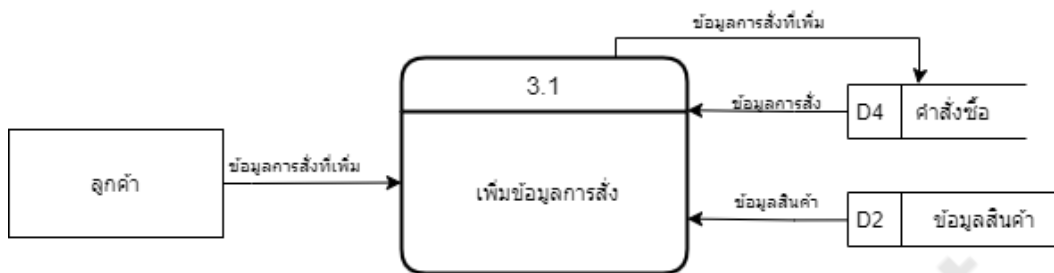 ข้อมูลการสั่งที่เพิ่ม
3.1
ข้อมูลการสั่ง
D4 คำสั่งซื้อ
ข้อมูลการสั่งที่เพิ่ม
ลูกค้า
เพิ่มข้อมูลการสั่ง
ข้อมูลสินค้า
D2 ข้อมูลสินค้า